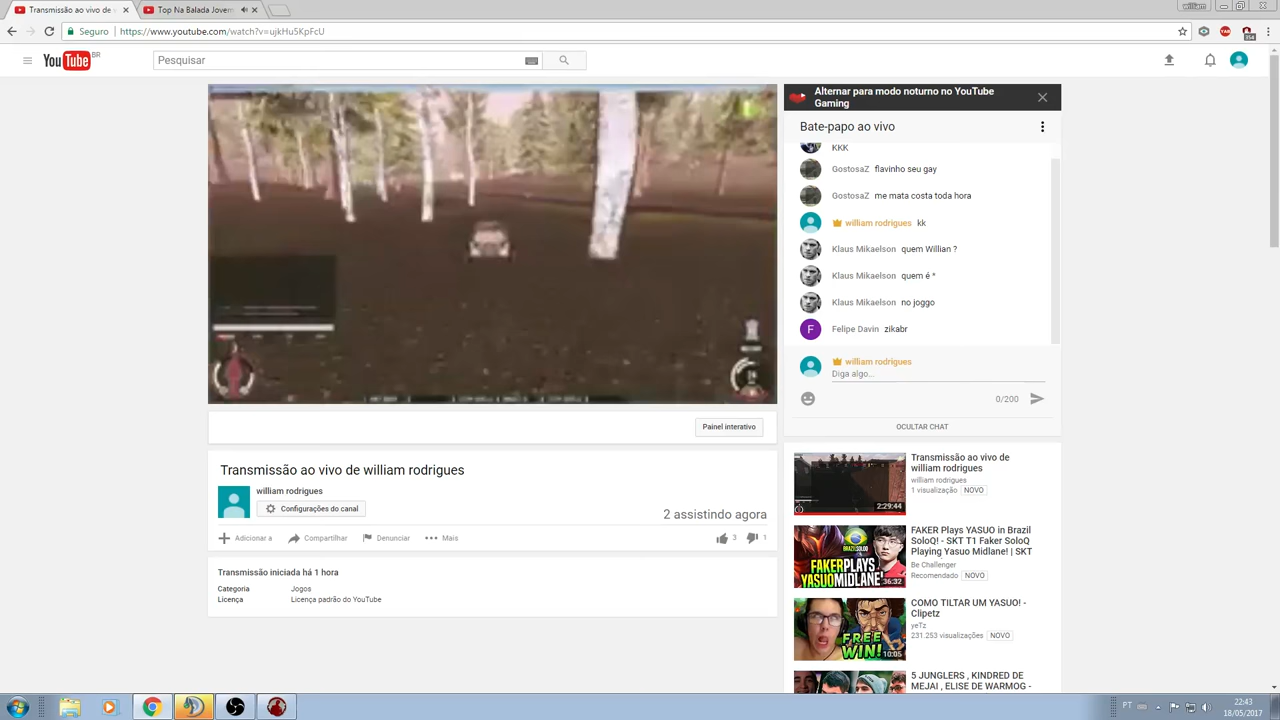 Transmissão ao vivo de
Top Na Balada Jovem
Seguro
https://www.youtube.com/watch?v=ujkHu5KpFcU
354
YouTube BR
Pesquisar
Alternar para modo noturno no YouTube
Gaming
Bate-papo ao vivo
KKK
GostosaZ flavinho seu gay
GostosaZ me mata costa toda hora
william rodrigues kk
Klaus Mikaelson quem Willian ?
Klaus Mikaelson quem é *
Klaus Mikaelson no joggo
F Felipe Davin zikabr
william rodrigues
Diga algo...
0/200
OCULTAR CHAT
Painel interativo
Transmissão ao vivo de william rodrigues
william rodrigues
Configurações do canal
2 assistindo agora
Adicionar a Compartilhar Denunciar Mais 3 1
Transmissão iniciada há 1 hora
Categoria Jogos
Licença Licença padrão do YouTube
Transmissão ao vivo de
william rodrigues
william rodrigues
1 visualização NOVO
2:29:44
FAKER Plays YASUO in Brazil
SoloQ! - SKT T1 Faker SoloQ
Playing Yasuo Midlane! | SKT
Be Challenger
Recomendado NOVO
BRAZIL SOLOQ
FAKER PLAYS
YASUO MIDLANE!
36:32
COMO TILTAR UM YASUO! -
Clipetz
yeTz
231.253 visualizações NOVO
FREE
WIN!
10:05
5 JUNGLERS , KINDRED DE
MEJAI , ELISE DE WARMOG -
PT
22:43
18/05/2017